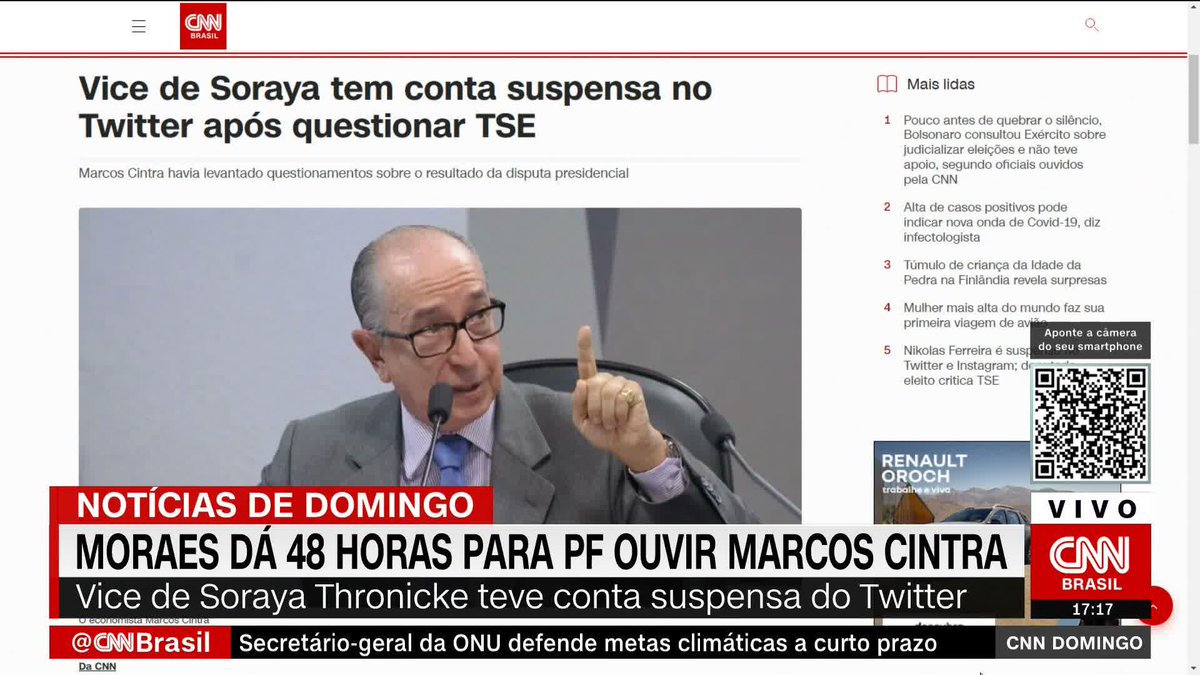 CNN
BRASIL
Vice de Soraya tem conta suspensa no
Twitter após questionar TSE
Marcos Cintra havia levantado questionamentos sobre o resultado da disputa presidencial
Mais lidas
1 Pouco antes de quebrar o silêncio,
Bolsonaro consultou Exército sobre
judicializar eleições e não teve
apoio, segundo oficiais ouvidos
pela CNN
2 Alta de casos positivos pode
indicar nova onda de Covid-19, diz
infectologista
3 Túmulo de criança da Idade da
Pedra na Finlândia revela surpresas
4 Mulher mais alta do mundo faz sua
primeira viagem de avião
5 Nikolas Ferreira é
Twitter e Instagram;
eleito critica TSE
Aponte a câmera
do seu smartphone
RENAULT
OROCH
trabalhe e viva
NOTÍCIAS DE DOMINGO
MORAES DÁ 48 HORAS PARA PF OUVIR MARCOS CINTRA
Vice de Soraya Thronicke teve conta suspensa do Twitter
VIVO
CNN
BRASIL
17:17
O economista Marcos Cintra
@CNNBrasil
Secretário-geral da ONU defende metas climáticas a curto prazo
CNN DOMINGO
Da CNN